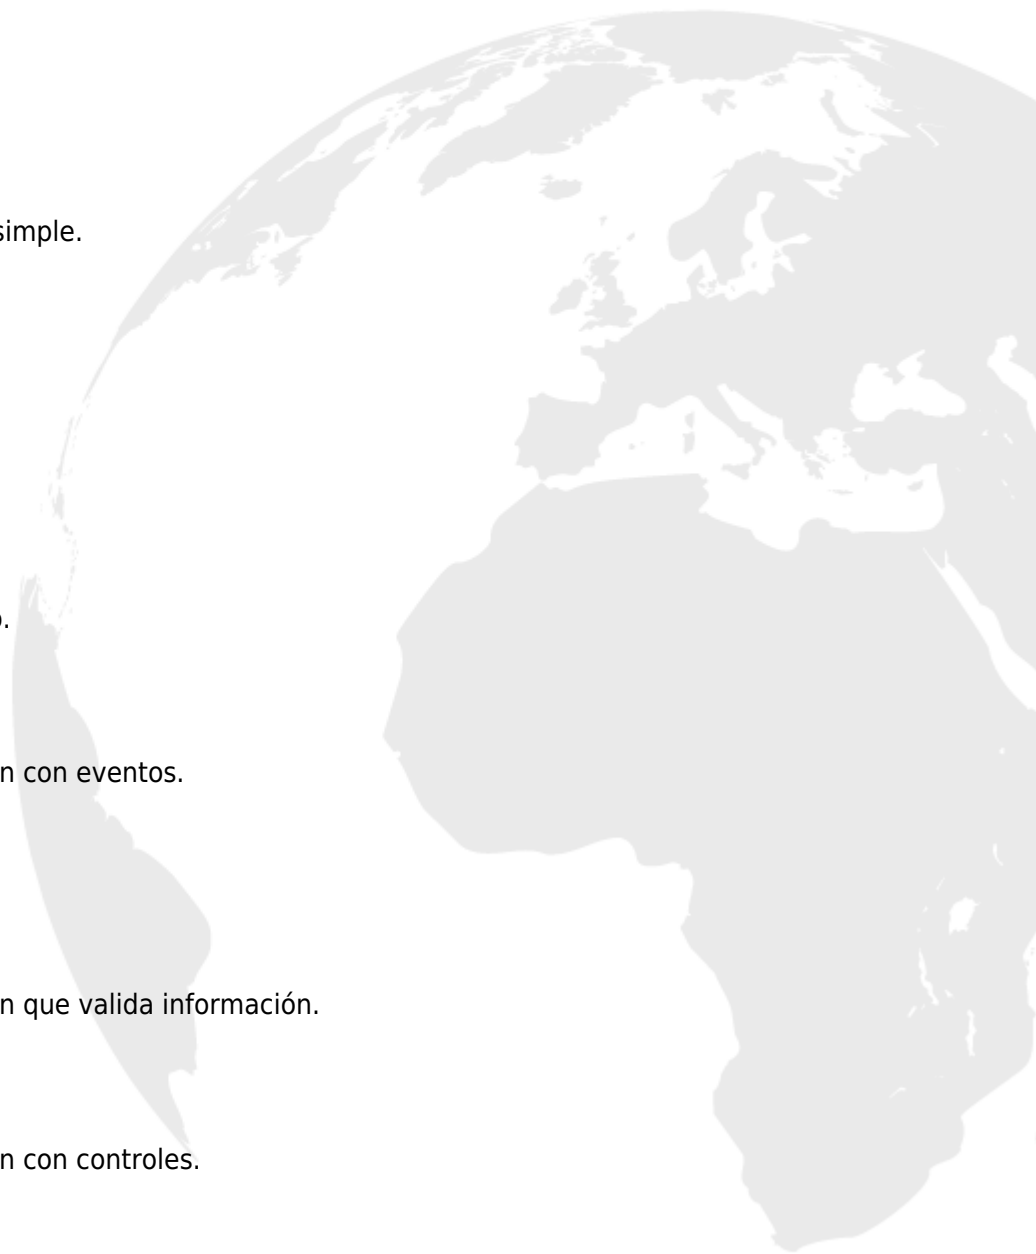 simple.
.
n con eventos.
n que valida información.
n con controles.